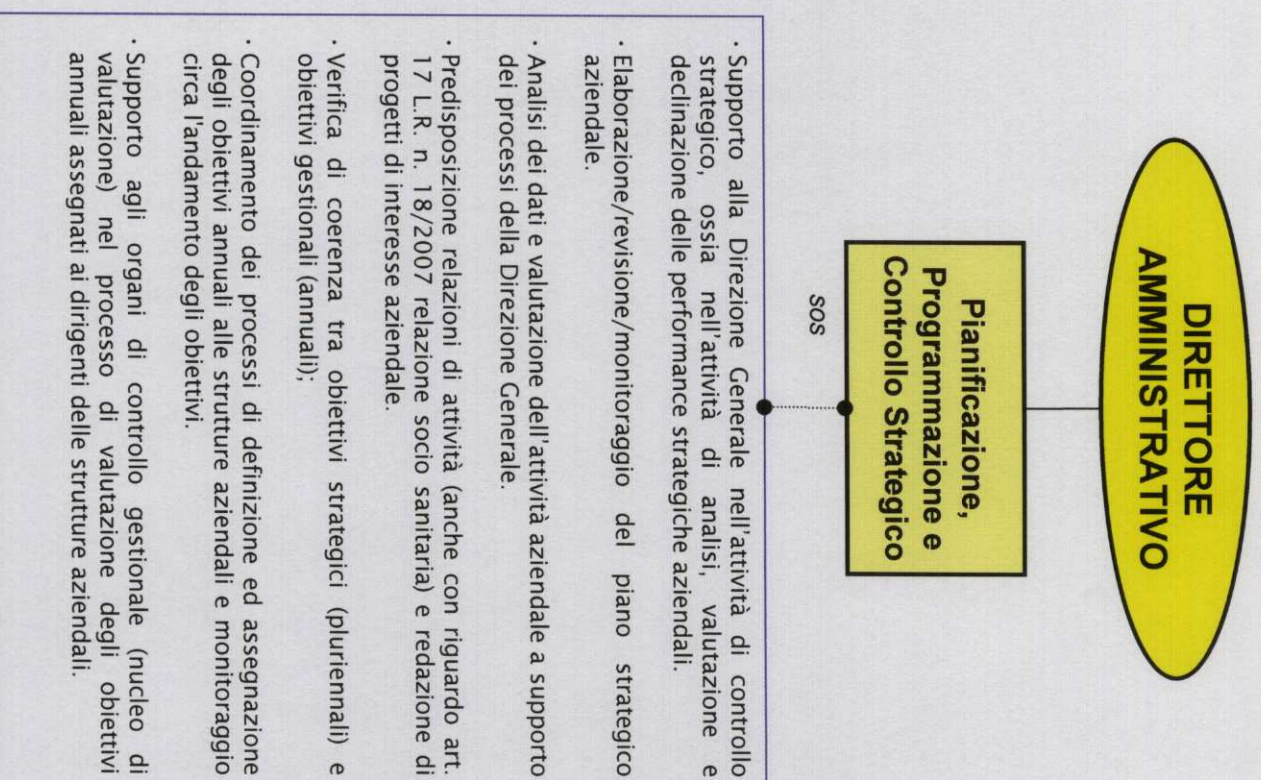 DIRETTORE
AMMINISTRATIVO
Pianificazione,
Programmazione e
Controllo Strategico
SOS
· Supporto alla Direzione Generale nell'attività di controllo
strategico, ossia nell'attività di analisi, valutazione e
declinazione delle performance strategiche aziendali.
· Elaborazione/revisione/monitoraggio del piano strategico
aziendale.
· Analisi dei dati e valutazione dell'attività aziendale a supporto
dei processi della Direzione Generale.
· Predisposizione relazioni di attività (anche con riguardo art.
17 L.R. n. 18/2007 relazione socio sanitaria) e redazione di
progetti di interesse aziendale.
· Verifica di coerenza tra obiettivi strategici (pluriennali) e
obiettivi gestionali (annuali);
· Coordinamento dei processi di definizione ed assegnazione
degli obiettivi annuali alle strutture aziendali e monitoraggio
circa l'andamento degli obiettivi.
· Supporto agli organi di controllo gestionale (nucleo di
valutazione) nel processo di valutazione degli obiettivi
annuali assegnati ai dirigenti delle strutture aziendali.